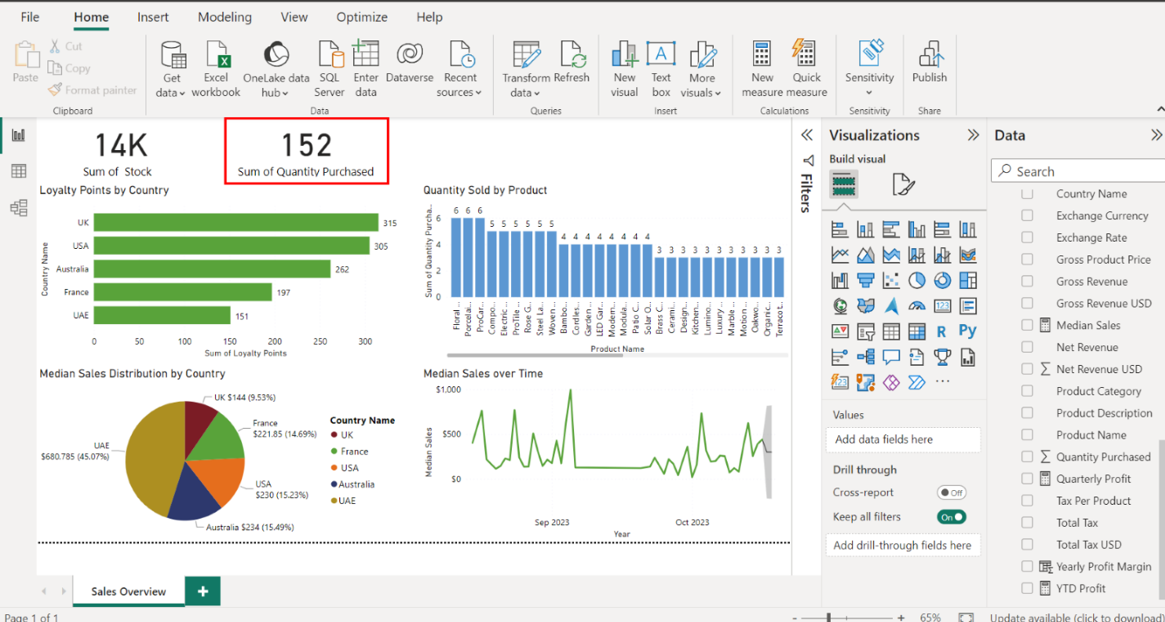 File Home Insert Modeling View Optimize Help
Paste
Cut
Copy
Format painter
Clipboard
Get data
Excel workbook
OneLake data hub
SQL Server
Enter data
Dataverse
Recent sources
Data
Transform data
Refresh
Queries
New visual
Text box
More visuals
Insert
New measure
Quick measure
Calculations
Sensitivity
Sensitivity
Publish
Share
14K
Sum of Stock
152
Sum of Quantity Purchased
Loyalty Points by Country
Country Name
UK 315
USA 305
Australia 262
France 197
UAE 151
0 50 100 150 200 250 300
Sum of Loyalty Points
Quantity Sold by Product
Sum of Quantity Purcha...
6
4
2
0
6 6 6 5 5 5 5 5 5 4 4 4 4 4 4 4 4 3 3 3 3 3 3 3 3 3 3 3
Floral ...
Porcelai...
ProCar...
Compo...
Electric...
ProTile...
Rose G...
Steel La...
Woven ...
Bambo...
Cordles...
Garden ...
LED Gar...
Modern...
Modula...
Patio C...
Solar O...
Brass C...
Cerami...
Design...
Kitchen...
Lumino...
Luxury ...
Marble ...
Motion ...
Oakwo...
Organic...
Terracot...
Product Name
Median Sales Distribution by Country
UK $144 (9.53%)
France
$221.85 (14.69%)
USA
$230 (15.23%)
Australia $234 (15.49%)
UAE
$680.785 (45.07%)
Country Name
UK
France
USA
Australia
UAE
Median Sales over Time
Median Sales
$1,000
$500
$0
Sep 2023 Oct 2023
Year
Filters
Visualizations
Build visual
123
R
Py
123
...
Values
Add data fields here
Drill through
Cross-report Off
Keep all filters On
Add drill-through fields here
Data
Search
Country Name
Exchange Currency
Exchange Rate
Gross Product Price
Gross Revenue
Gross Revenue USD
Median Sales
Net Revenue
Net Revenue USD
Product Category
Product Description
Product Name
Quantity Purchased
Quarterly Profit
Tax Per Product
Total Tax
Total Tax USD
Yearly Profit Margin
YTD Profit
Sales Overview
+
Page 1 of 1
- + 65%
Update available (click to download)